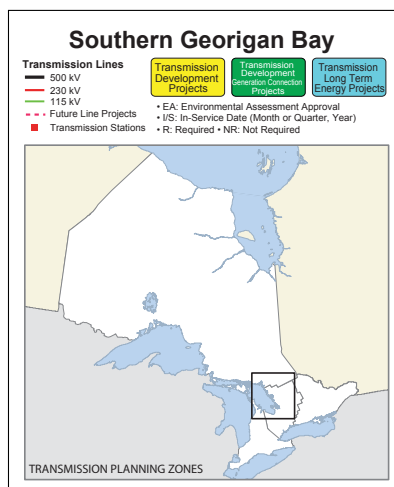 Southern Georigan Bay
Transmission Lines
500 kV
230 kV
115 kV
Future Line Projects
Transmission Stations
Transmission
Development
Projects
Transmission
Development
Generation Connection
Projects
Transmission
Long Term
Energy Projects
• EA: Environmental Assessment Approval
• I/S: In-Service Date (Month or Quarter, Year)
• R: Required • NR: Not Required
TRANSMISSION PLANNING ZONES